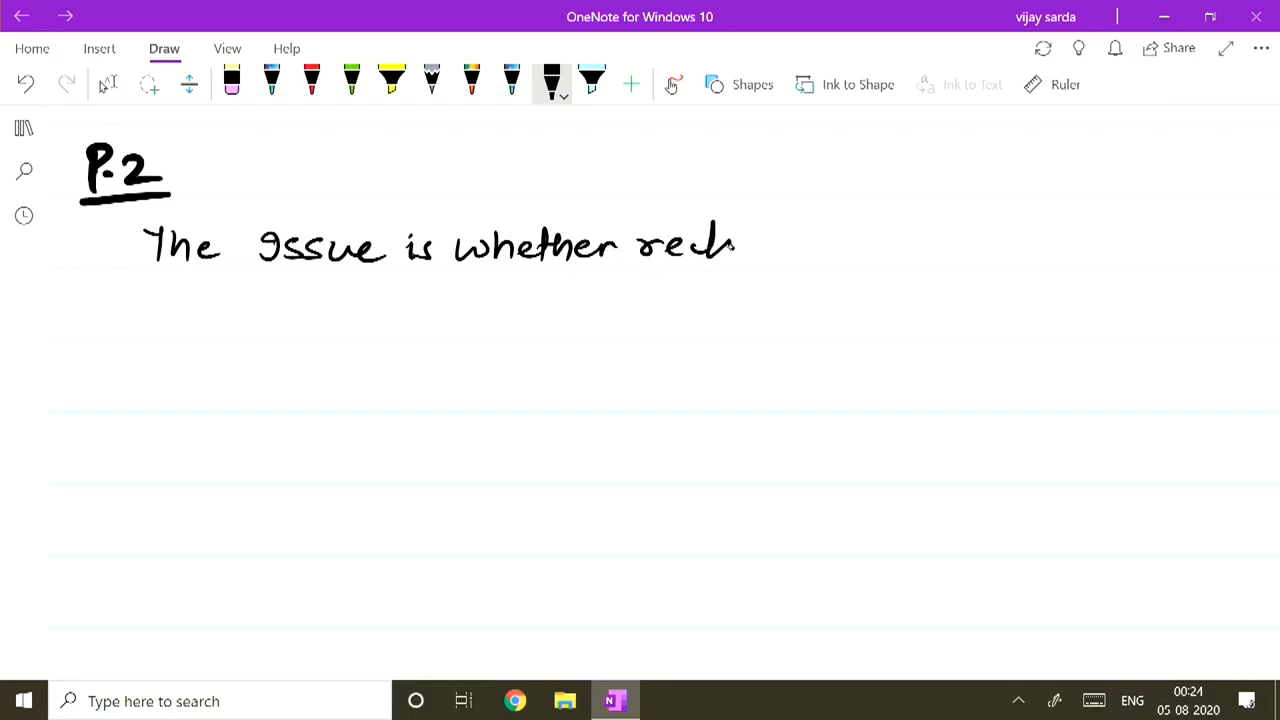 OneNote for Windows 10
vijay sarda
Home Insert Draw View Help
Share
Shapes Ink to Shape Ink to Text Ruler
P.2
The Issue is whether
Type here to search
ENG
00:24
05-08-2020